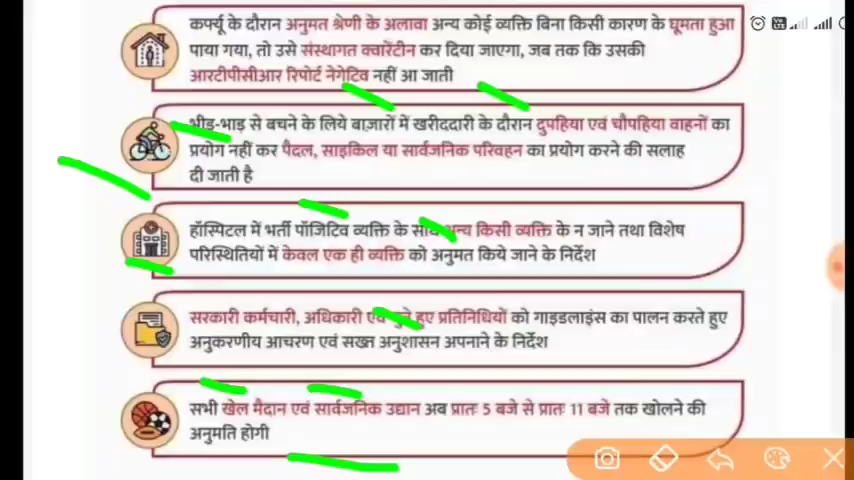 कर्फ्यू के दौरान अनुमत श्रेणी के अलावा अन्य कोई व्यक्ति बिना किसी कारण के घूमता हुआ
पाया गया, तो उसे संस्थागत क्वारेंटीन कर दिया जाएगा, जब तक कि उसकी
आरटीपीसीआर रिपोर्ट नेगेटिव नहीं आ जाती
भीड़-भाड़ से बचने के लिये बाज़ारों में खरीददारी के दौरान दुपहिया एवं चौपहिया वाहनों का
प्रयोग नहीं कर पैदल, साइकिल या सार्वजनिक परिवहन का प्रयोग करने की सलाह
दी जाती है
हॉस्पिटल में भर्ती पॉजिटिव व्यक्ति के साथ अन्य किसी व्यक्ति के न जाने तथा विशेष
परिस्थितियों में केवल एक ही व्यक्ति को अनुमत किये जाने के निर्देश
सरकारी कर्मचारी, अधिकारी एवं चुने हुए प्रतिनिधियों को गाइडलाइंस का पालन करते हुए
अनुकरणीय आचरण एवं सख्त अनुशासन अपनाने के निर्देश
सभी खेल मैदान एवं सार्वजनिक उद्यान अब प्रातः 5 बजे से प्रातः 11 बजे तक खोलने की
अनुमति होगी